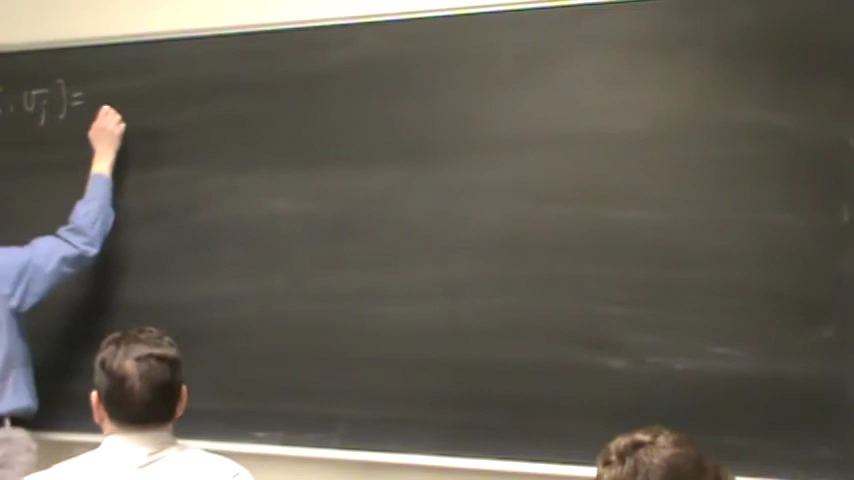 , σj ] =